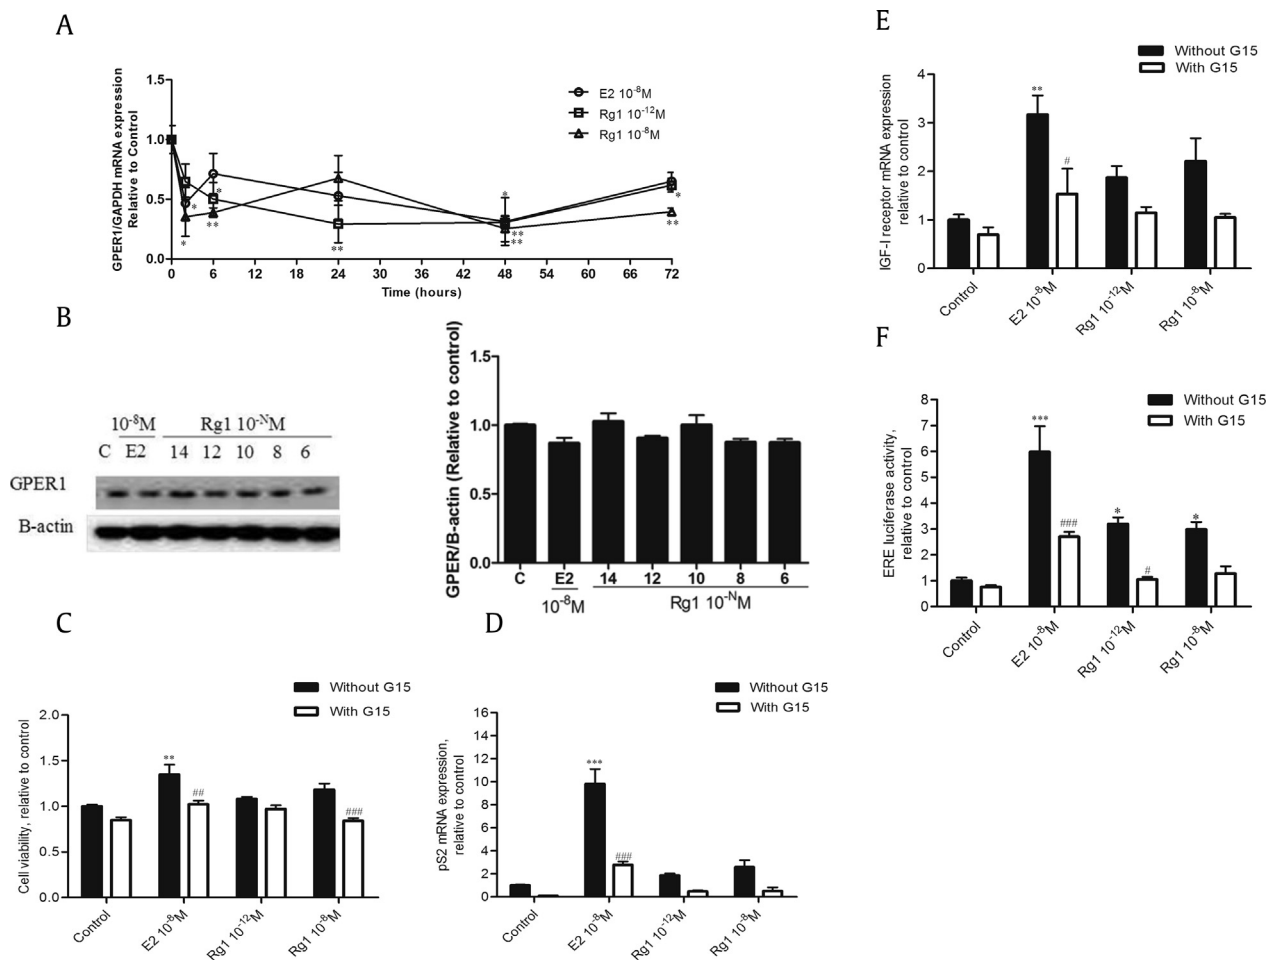 A
GPER1/GAPDH mRNA expression
Relative to Control
1.5
1.0
0.5
0.0
E2 10⁻⁸M
Rg1 10⁻¹²M
Rg1 10⁻⁸M
*
*
*
**
**
*
**
**
*
**
0 6 12 18 24 30 36 42 48 54 60 66 72
Time (hours)
B
10⁻⁸M Rg1 10⁻ᴺM
C E2 14 12 10 8 6
GPER1
B-actin
GPER/B-actin (Relative to control)
1.5
1.0
0.5
0.0
C E2 14 12 10 8 6
10⁻⁸M Rg1 10⁻ᴺM
C
Without G15
With G15
Cell viability, relative to control
2.0
1.5
1.0
0.5
0.0
**
##
###
Control E2 10⁻⁸M Rg1 10⁻¹²M Rg1 10⁻⁸M
D
Without G15
With G15
pS2 mRNA expression,
relative to control
16
14
12
10
8
6
4
2
0
***
###
Control E2 10⁻⁸M Rg1 10⁻¹²M Rg1 10⁻⁸M
E
Without G15
With G15
IGF-I receptor mRNA expression
relative to control
4
3
2
1
0
**
#
Control E2 10⁻⁸M Rg1 10⁻¹²M Rg1 10⁻⁸M
F
Without G15
With G15
ERE luciferase activity,
relative to control
8
7
6
5
4
3
2
1
0
***
###
*
#
*
Control E2 10⁻⁸M Rg1 10⁻¹²M Rg1 10⁻⁸M